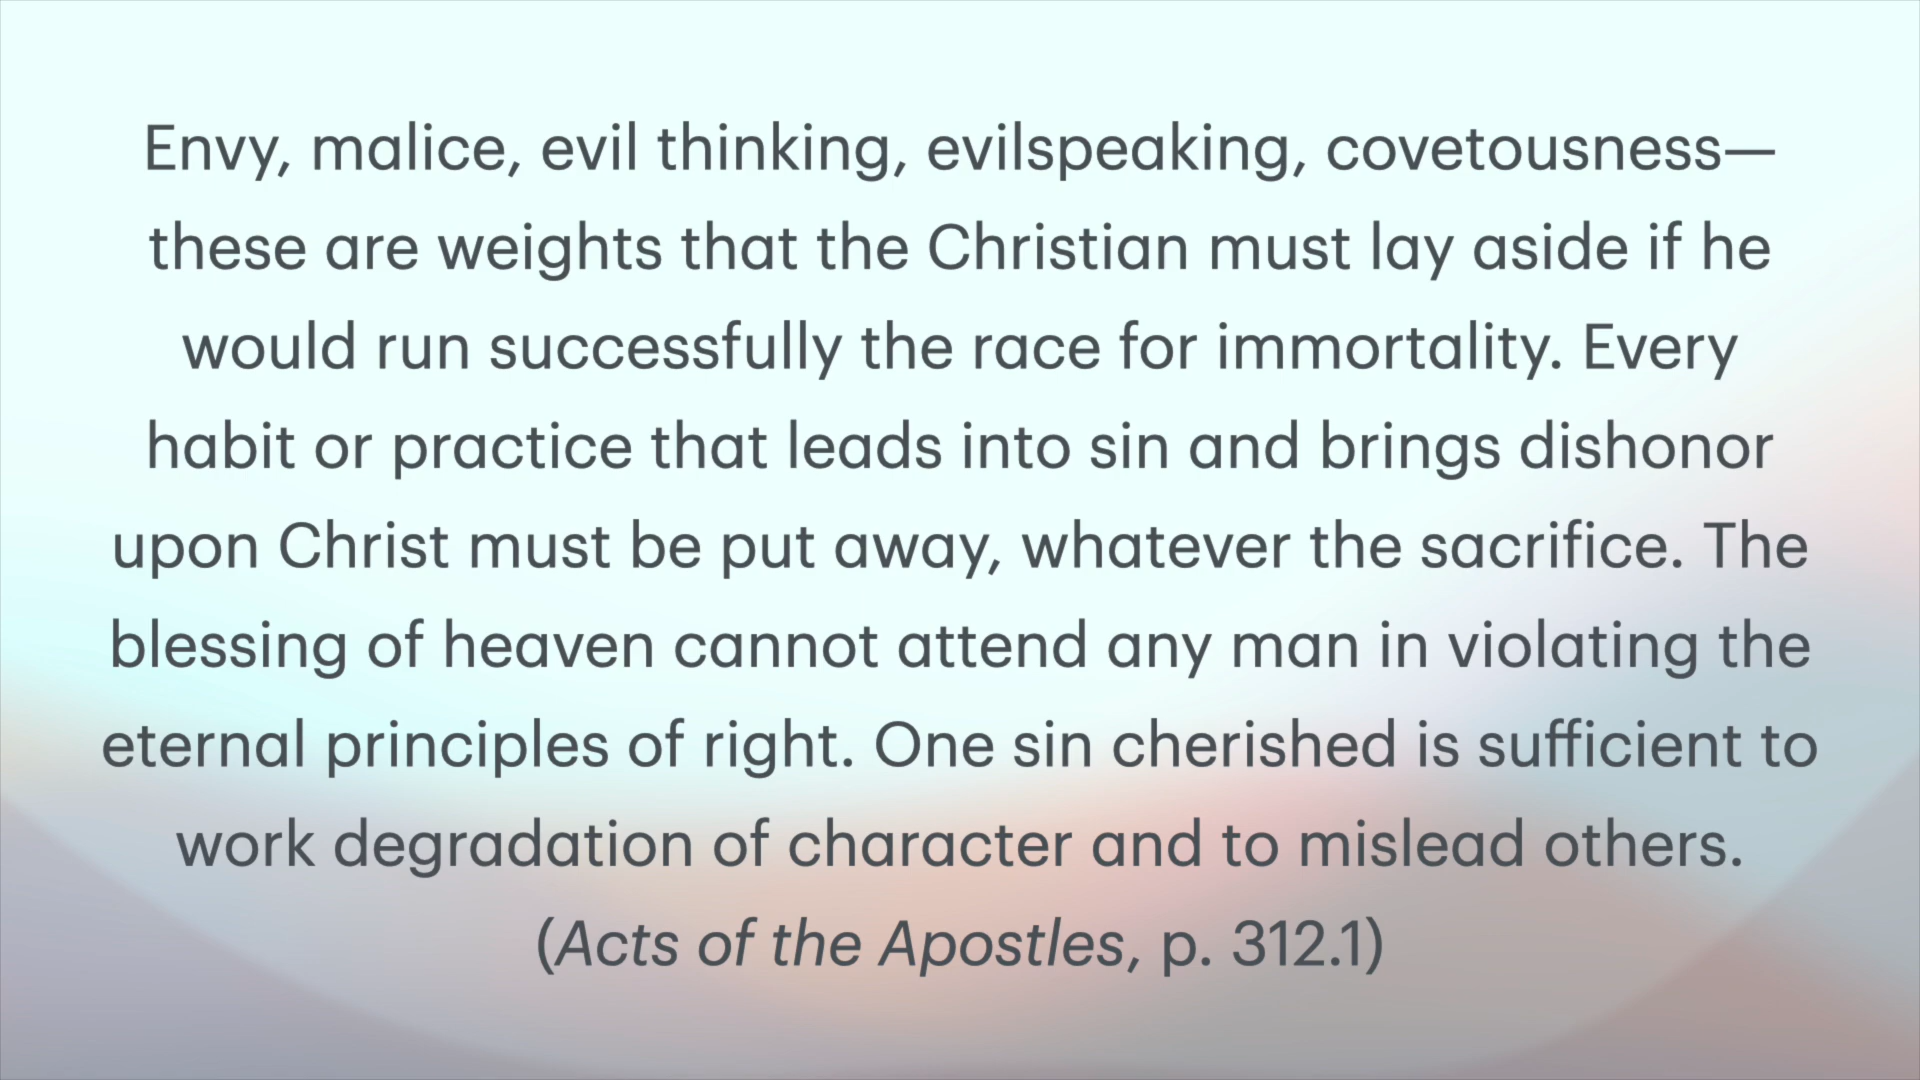 Envy, malice, evil thinking, evilspeaking, covetousness—
these are weights that the Christian must lay aside if he
would run successfully the race for immortality. Every
habit or practice that leads into sin and brings dishonor
upon Christ must be put away, whatever the sacrifice. The
blessing of heaven cannot attend any man in violating the
eternal principles of right. One sin cherished is sufficient to
work degradation of character and to mislead others.
(Acts of the Apostles, p. 312.1)